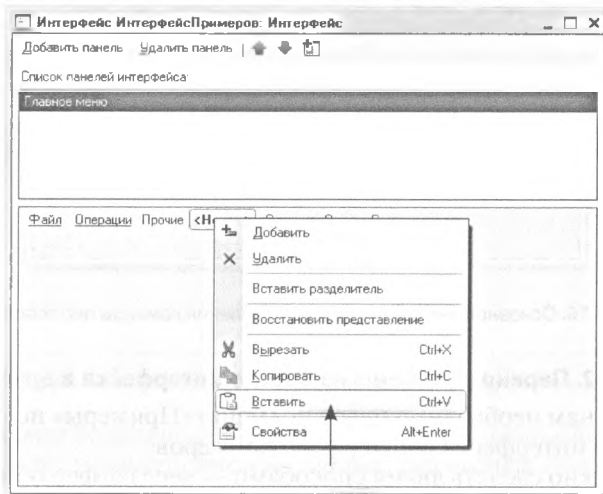 Интерфейс ИнтерфейсПримеров: Интерфейс
Добавить панель Удалить панель
Список панелей интерфейса:
Главное меню
Файл Операции Прочие
Добавить
Удалить
Вставить разделитель
Восстановить представление
Вырезать Ctrl+X
Копировать Ctrl+C
Вставить Ctrl+V
Свойства Alt+Enter